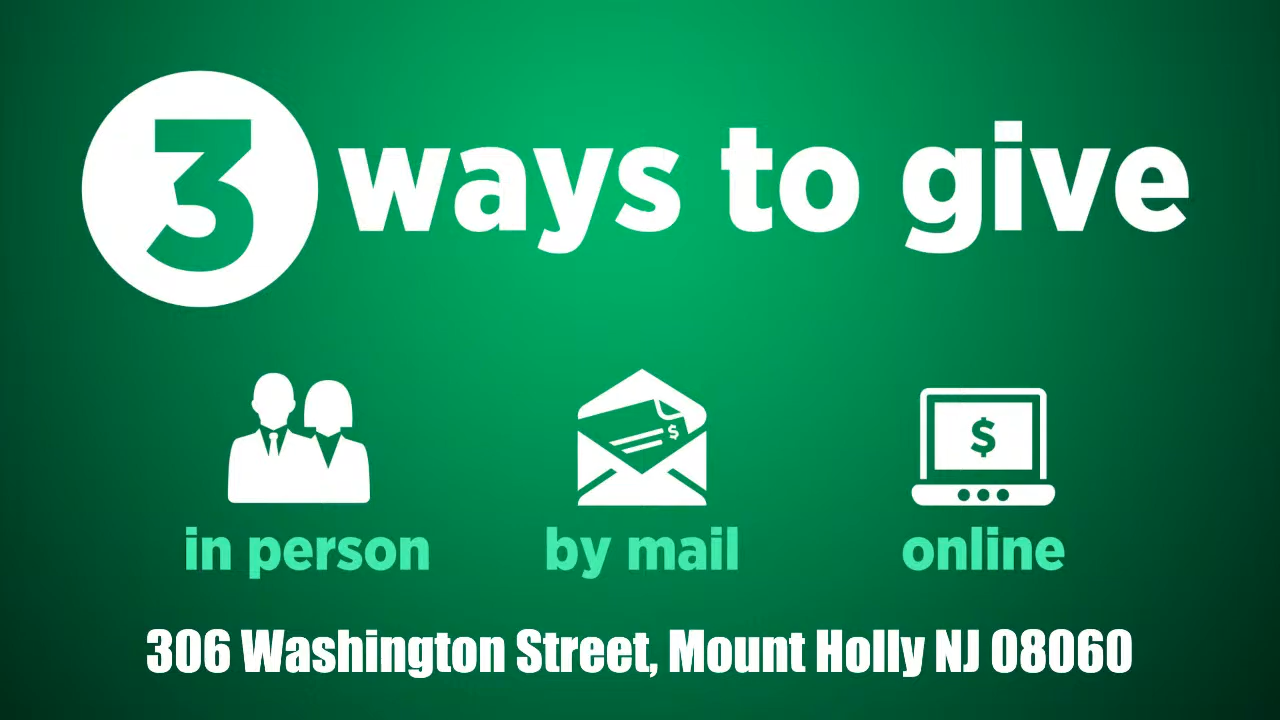 3 ways to give
$ $
in person by mail online
306 Washington Street, Mount Holly NJ 08060